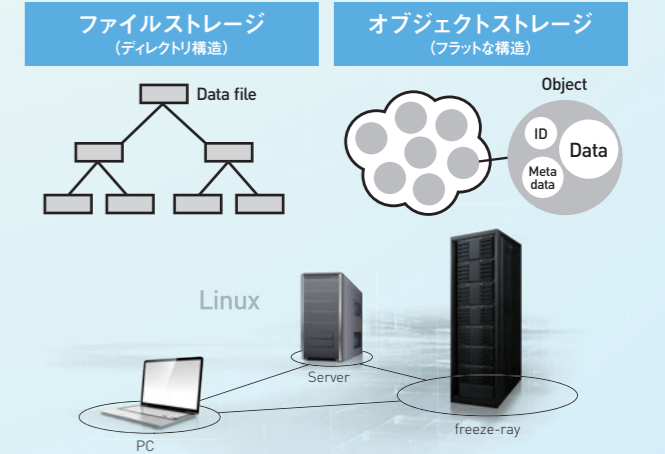 ファイルストレージ
(ディレクトリ構造)
オブジェクトストレージ
(フラットな構造)
Data file
Object
ID
Data
Meta
data
Linux
Server
freeze-ray
PC